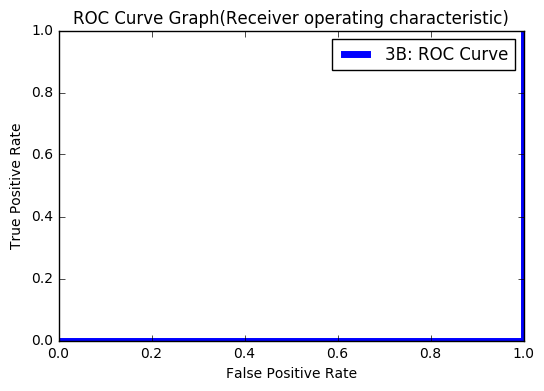 ROC Curve Graph(Receiver operating characteristic)
3B: ROC Curve
True Positive Rate
1.0
0.8
0.6
0.4
0.2
0.0
0.0 0.2 0.4 0.6 0.8 1.0
False Positive Rate